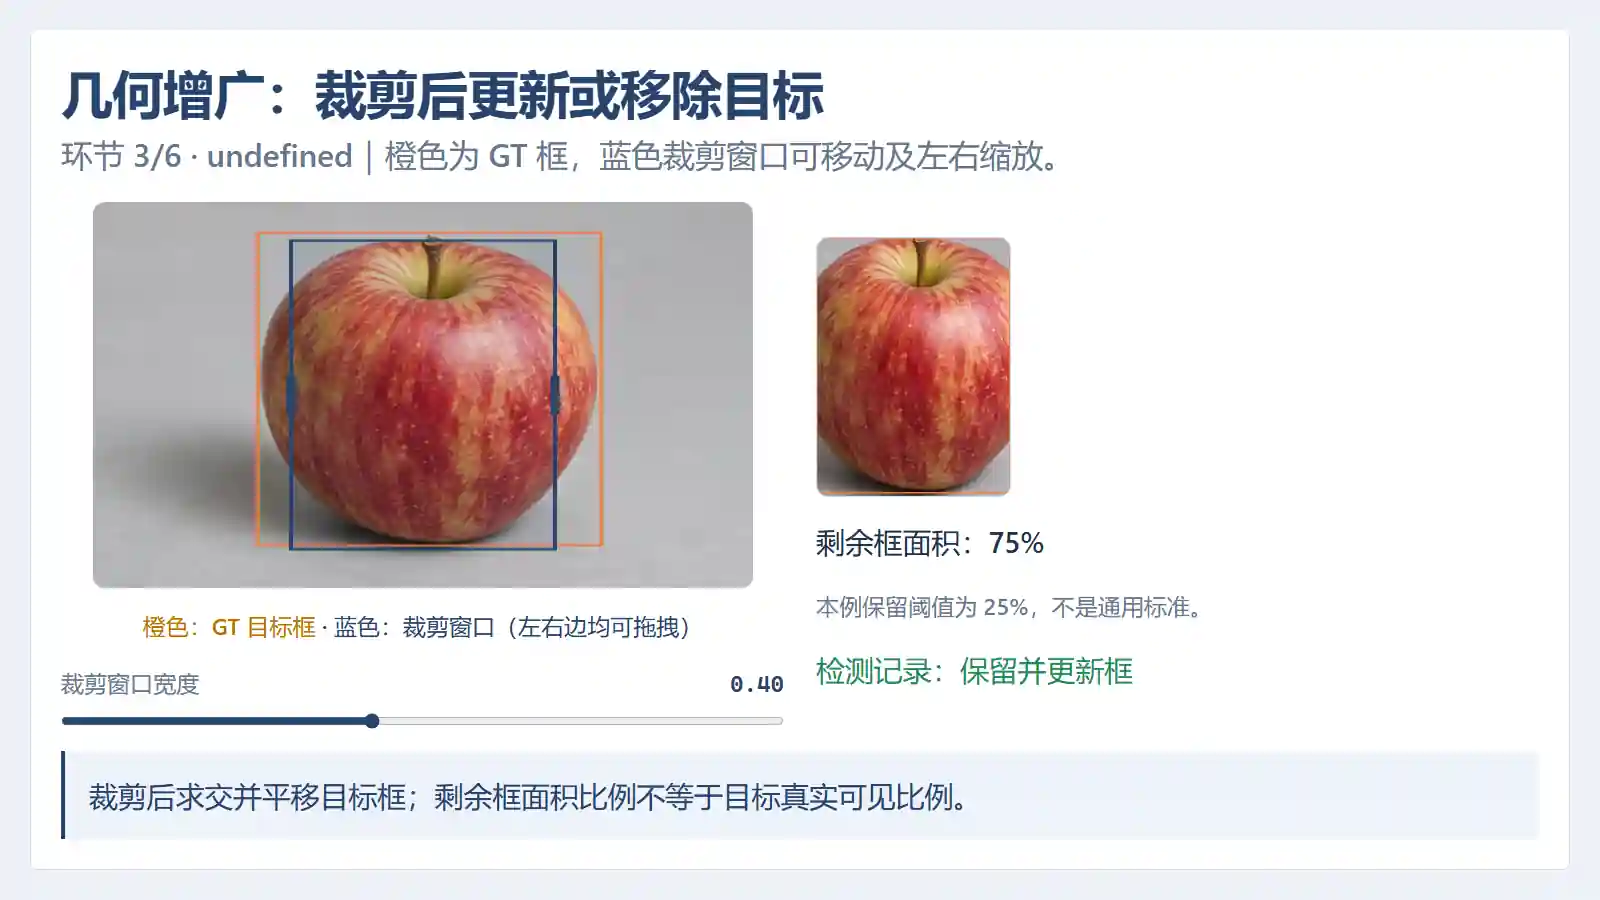 几何增广：裁剪后更新或移除目标
环节 3/6 · undefined｜橙色为 GT 框，蓝色裁剪窗口可移动及左右缩放。
橙色：GT 目标框 · 蓝色：裁剪窗口（左右边均可拖拽）
裁剪窗口宽度 0.40
剩余框面积：75%
本例保留阈值为 25%，不是通用标准。
检测记录：保留并更新框
裁剪后求交并平移目标框；剩余框面积比例不等于目标真实可见比例。